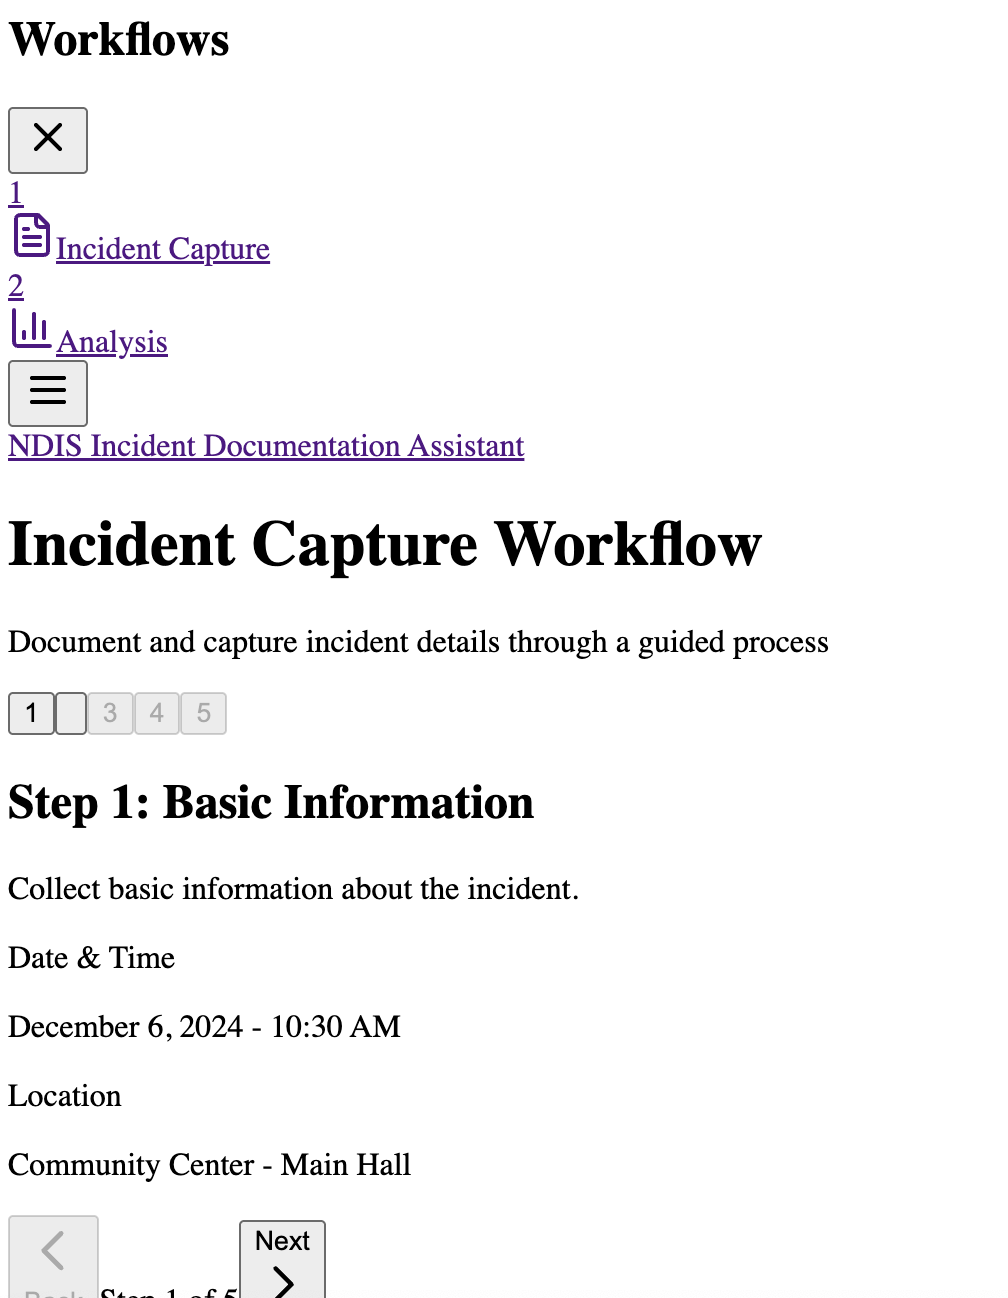 Workflows
1
Incident Capture
2
Analysis
NDIS Incident Documentation Assistant
Incident Capture Workflow
Document and capture incident details through a guided process
1 3 4 5
Step 1: Basic Information
Collect basic information about the incident.
Date & Time
December 6, 2024 - 10:30 AM
Location
Community Center - Main Hall
Next
Back Step 1 of 5